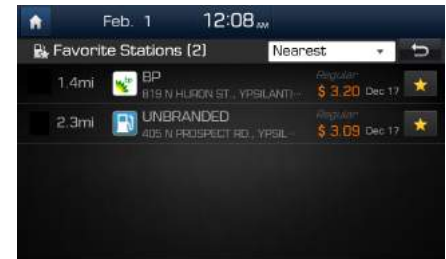 Feb. 1 12:08 AM
Favorite Stations (2) Nearest
1.4mi BP Regular
819 N HURON ST., YPSILANTI··· $ 3.20 Dec 17
2.3mi UNBRANDED Regular
405 N PROSPECT RD., YPSIL··· $ 3.09 Dec 17